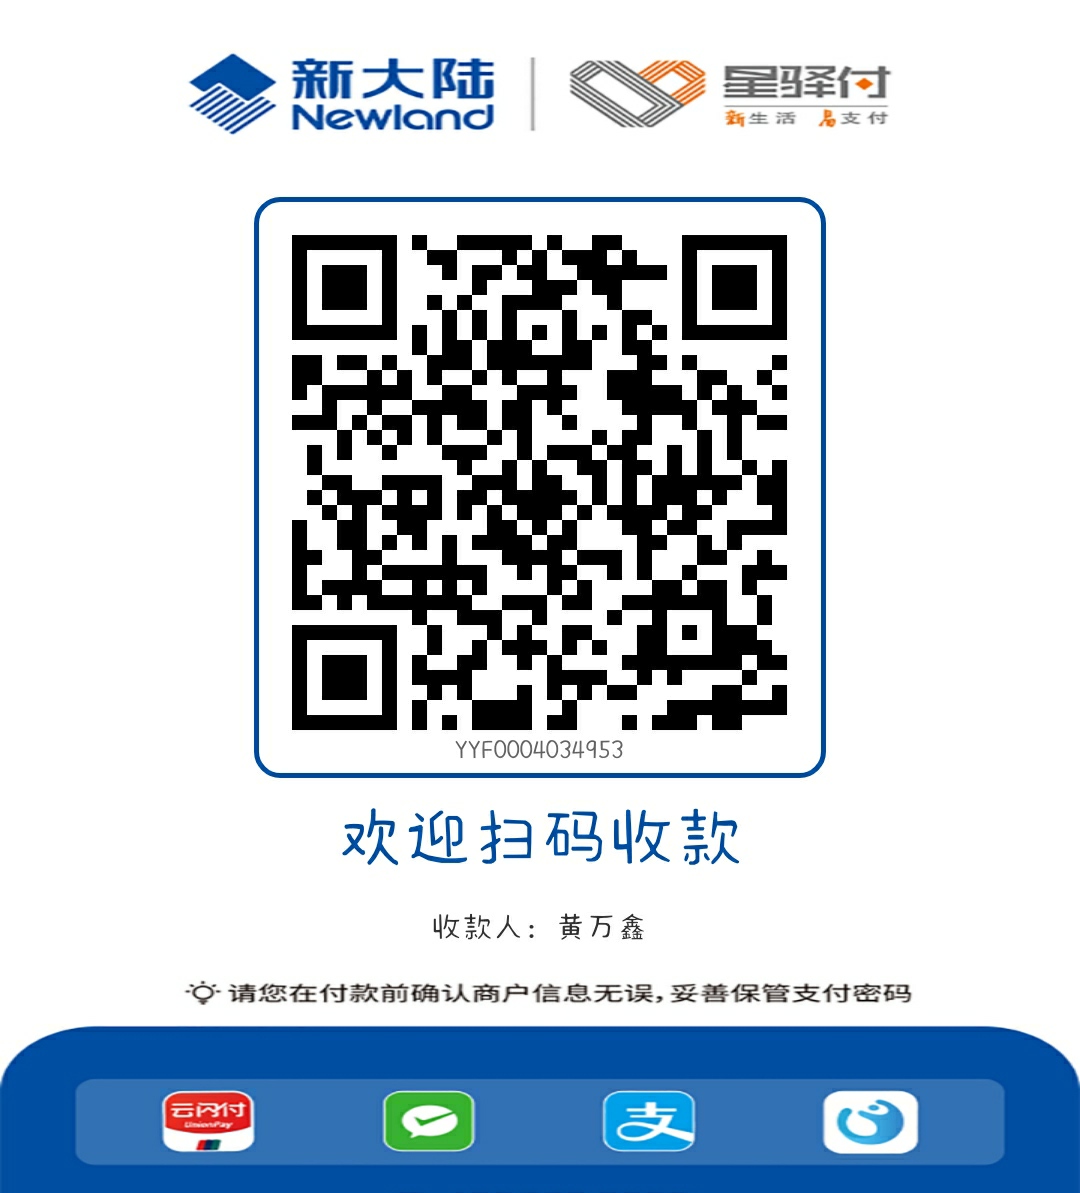 新大陆
Newland
星驿付
新生活 易支付
YYF0004034953
欢迎扫码收款
收款人：黄万鑫
请您在付款前确认商户信息无误,妥善保管支付密码
云闪付
UnionPay
支